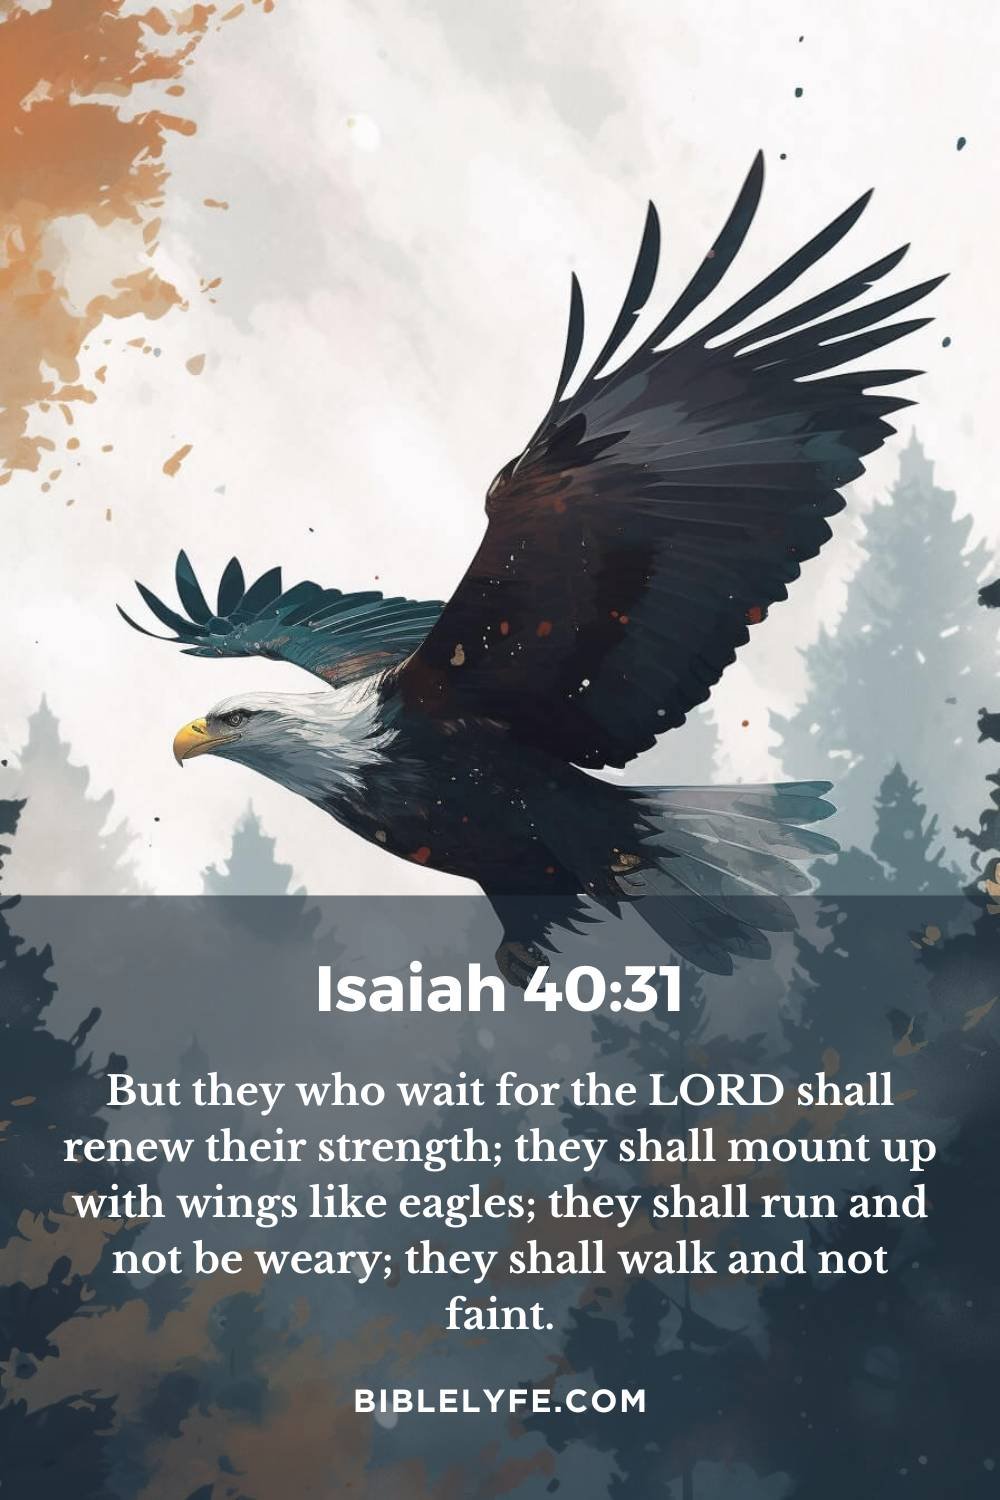 Isaiah 40:31
But they who wait for the LORD shall
renew their strength; they shall mount up
with wings like eagles; they shall run and
not be weary; they shall walk and not
faint.
BIBLELYFE.COM